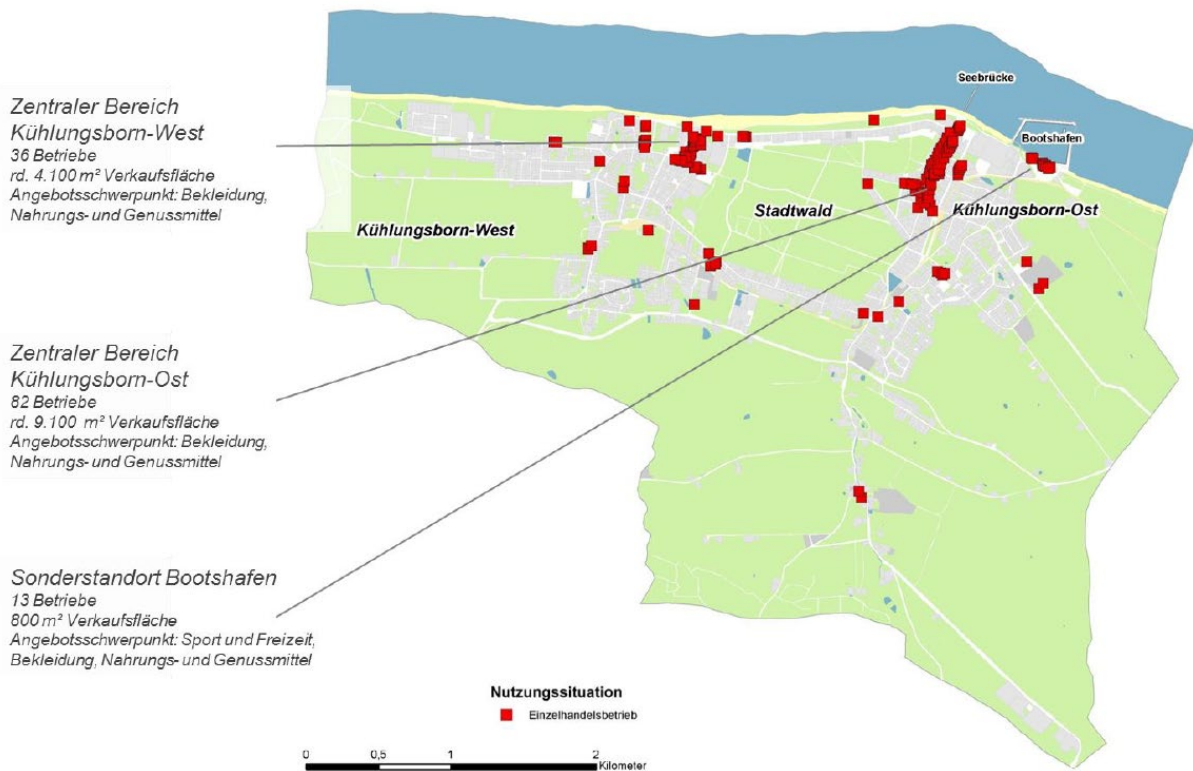 Zentraler Bereich
Kühlungsborn-West
36 Betriebe
rd. 4.100 m² Verkaufsfläche
Angebotsschwerpunkt: Bekleidung,
Nahrungs- und Genussmittel
Zentraler Bereich
Kühlungsborn-Ost
82 Betriebe
rd. 9.100 m² Verkaufsfläche
Angebotsschwerpunkt: Bekleidung,
Nahrungs- und Genussmittel
Sonderstandort Bootshafen
13 Betriebe
800 m² Verkaufsfläche
Angebotsschwerpunkt: Sport und Freizeit,
Bekleidung, Nahrungs- und Genussmittel
Seebrücke
Bootshafen
Kühlungsborn-West
Stadtwald
Kühlungsborn-Ost
Nutzungssituation
Einzelhandelsbetrieb
0 0,5 1 2
Kilometer